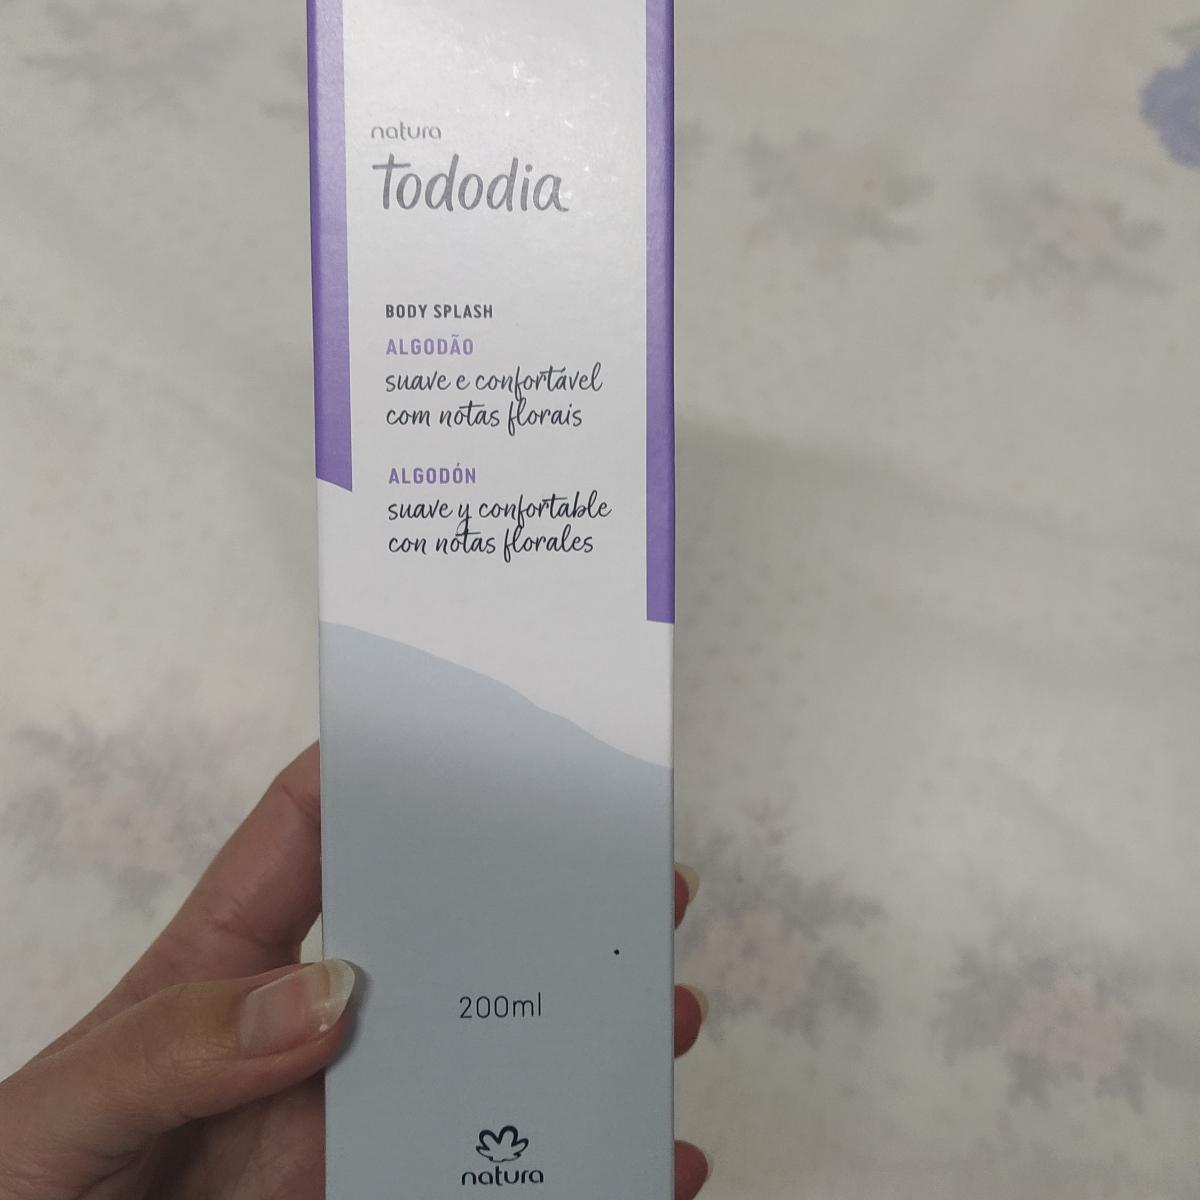 natura
tododia
BODY SPLASH
ALGODÃO
suave e confortável
com notas florais
ALGODÓN
suave y confortable
con notas florales
200ml
natura